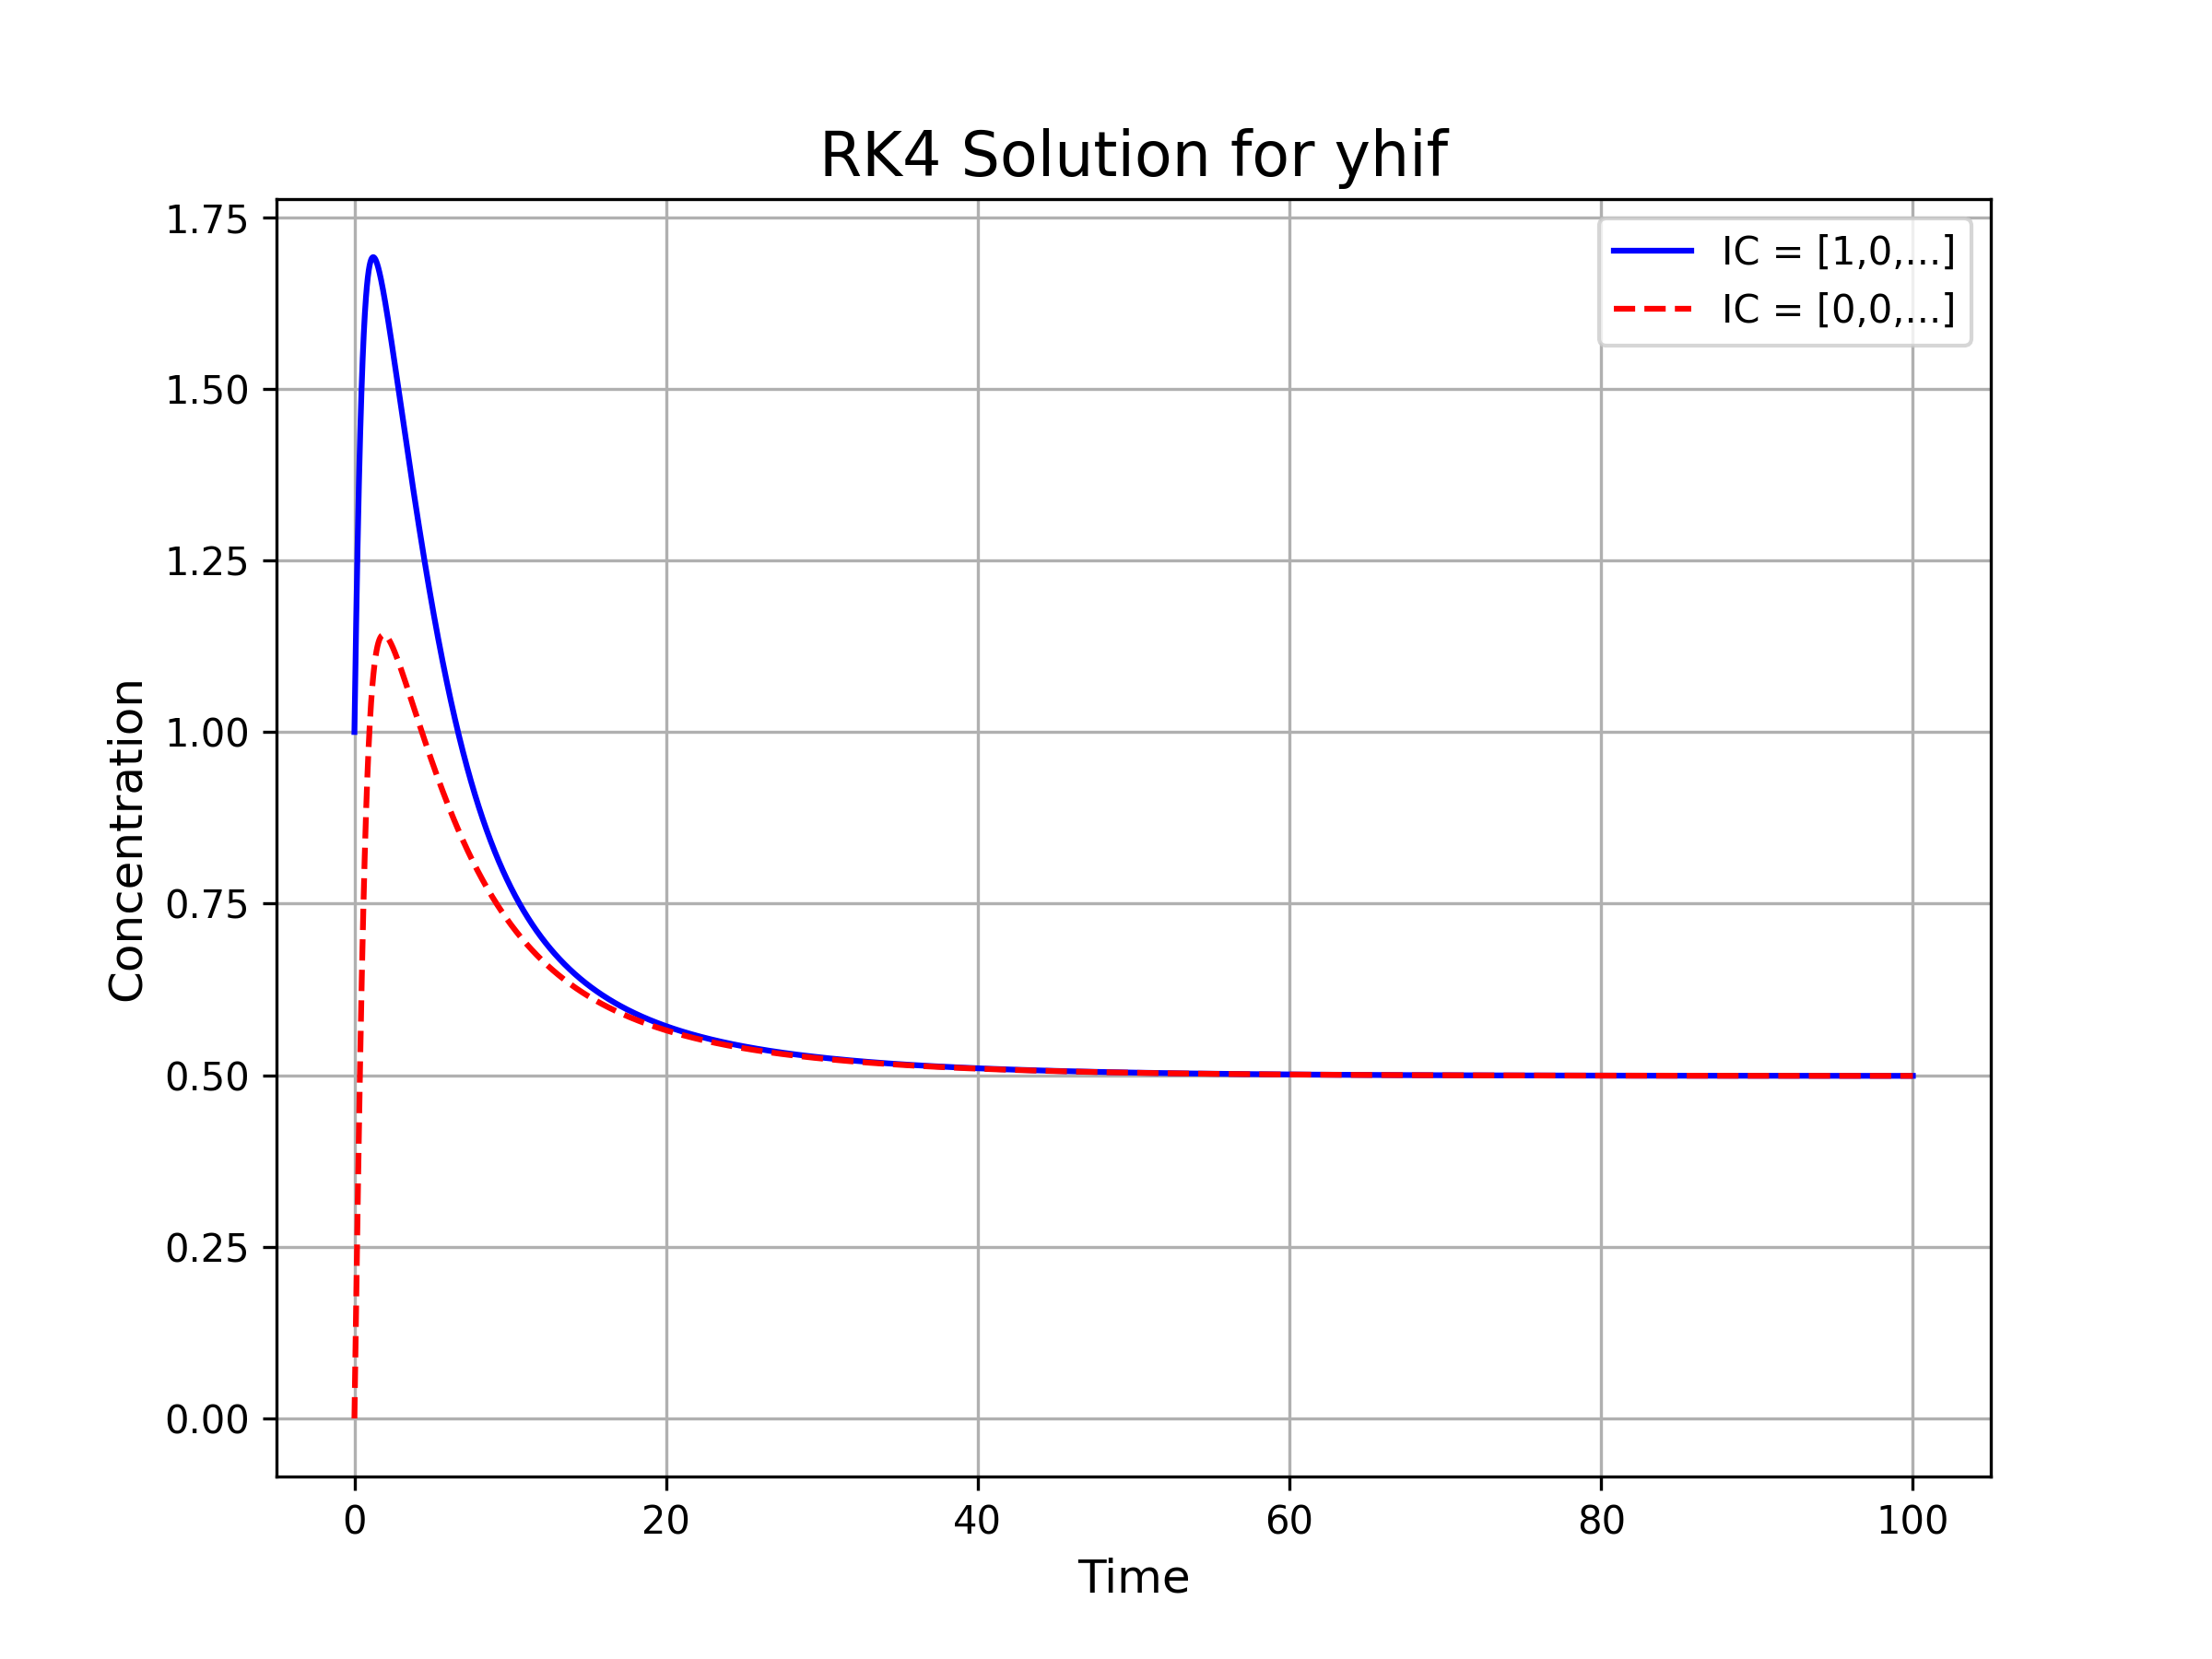 RK4 Solution for yhif
IC = [1,0,...]
IC = [0,0,...]
Concentration
1.75
1.50
1.25
1.00
0.75
0.50
0.25
0.00
0 20 40 60 80 100
Time